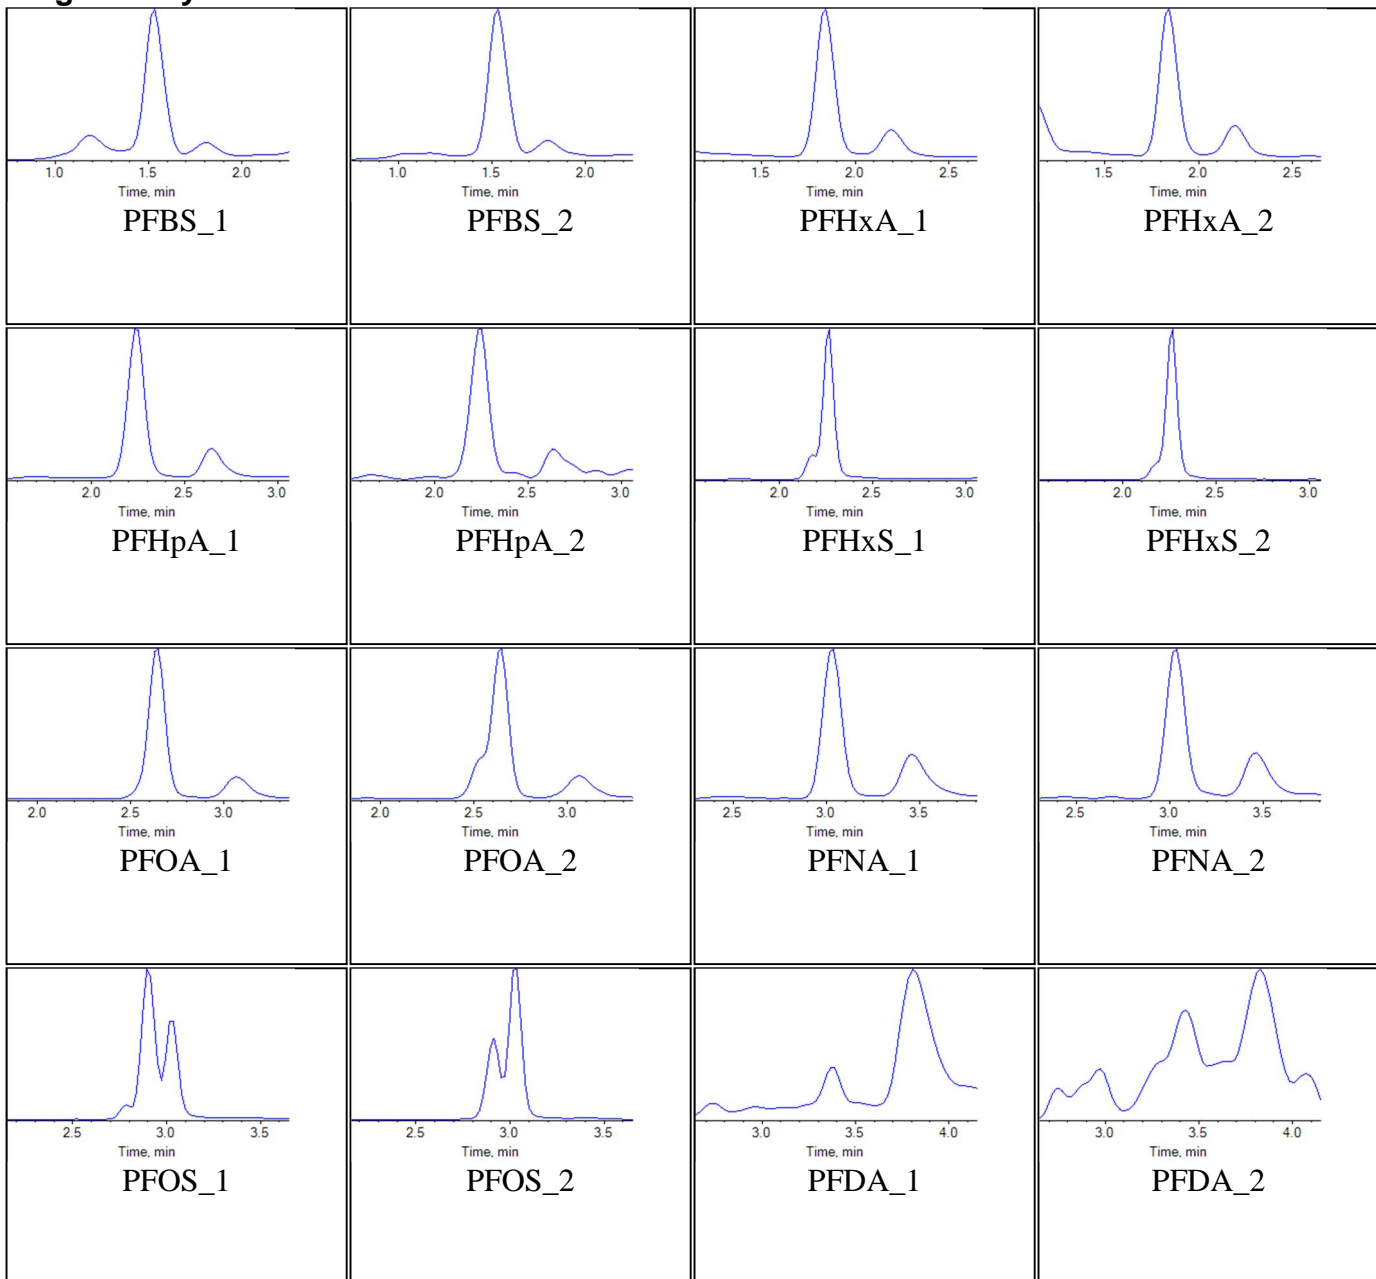 1.0 1.5 2.0
Time, min
PFBS_1
1.0 1.5 2.0
Time, min
PFBS_2
1.5 2.0 2.5
Time, min
PFHxA_1
1.5 2.0 2.5
Time, min
PFHxA_2
2.0 2.5 3.0
Time, min
PFHpA_1
2.0 2.5 3.0
Time, min
PFHpA_2
2.0 2.5 3.0
Time, min
PFHxS_1
2.0 2.5 3.0
Time, min
PFHxS_2
2.0 2.5 3.0
Time, min
PFOA_1
2.0 2.5 3.0
Time, min
PFOA_2
2.5 3.0 3.5
Time, min
PFNA_1
2.5 3.0 3.5
Time, min
PFNA_2
2.5 3.0 3.5
Time, min
PFOS_1
2.5 3.0 3.5
Time, min
PFOS_2
3.0 3.5 4.0
Time, min
PFDA_1
3.0 3.5 4.0
Time, min
PFDA_2